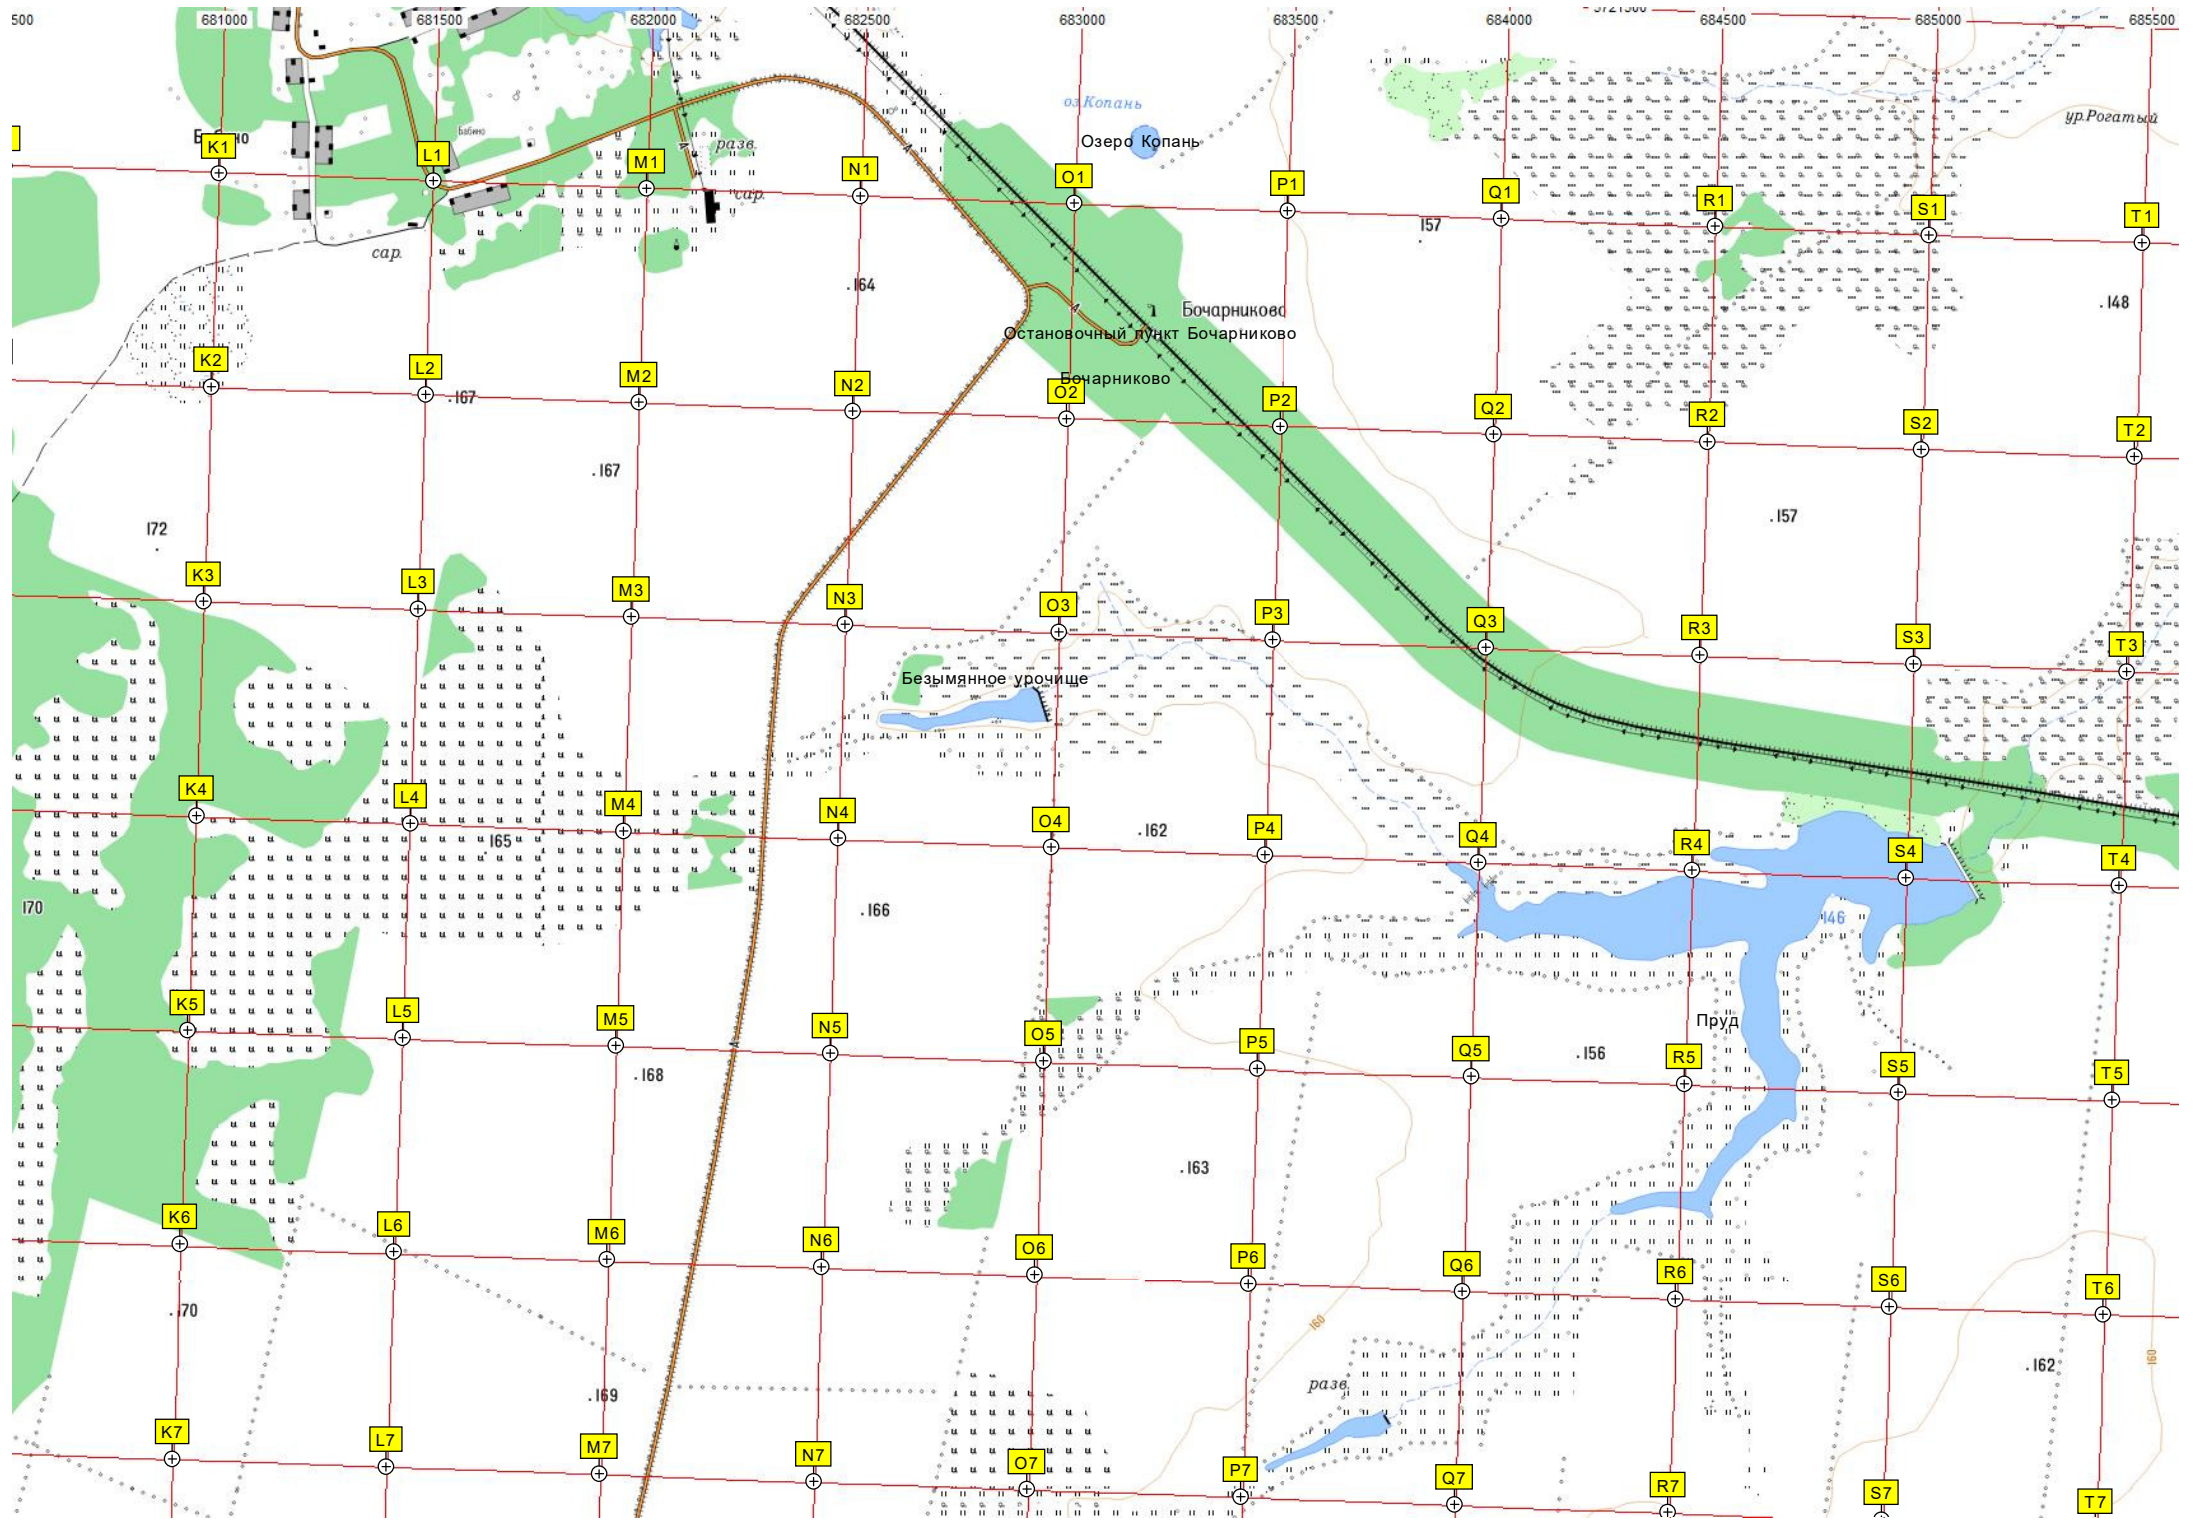 500 681000 681500 682000 682500 683000 683500 684000 684500 685000 685500
5721500
оз.Копань
Озеро Копань
ур.Рогатый
Бабино
разв.
K1 L1 M1 N1 O1 P1 Q1 R1 S1 T1
сар.
157
сар.
164
Бочарниково
148
Остановочный пункт Бочарниково
Бочарниково
K2 L2 M2 N2 O2 P2 Q2 R2 S2 T2
167
167
157
172
K3 L3 M3 N3 O3 P3 Q3 R3 S3 T3
Безымянное урочище
K4 L4 M4 N4 O4 P4 Q4 R4 S4 T4
162
165
170
166
146
Пруд
K5 L5 M5 N5 O5 P5 Q5 R5 S5 T5
156
168
163
K6 L6 M6 N6 O6 P6 Q6 R6 S6 T6
170
160
160
162
разв.
169
K7 L7 M7 N7 O7 P7 Q7 R7 S7 T7